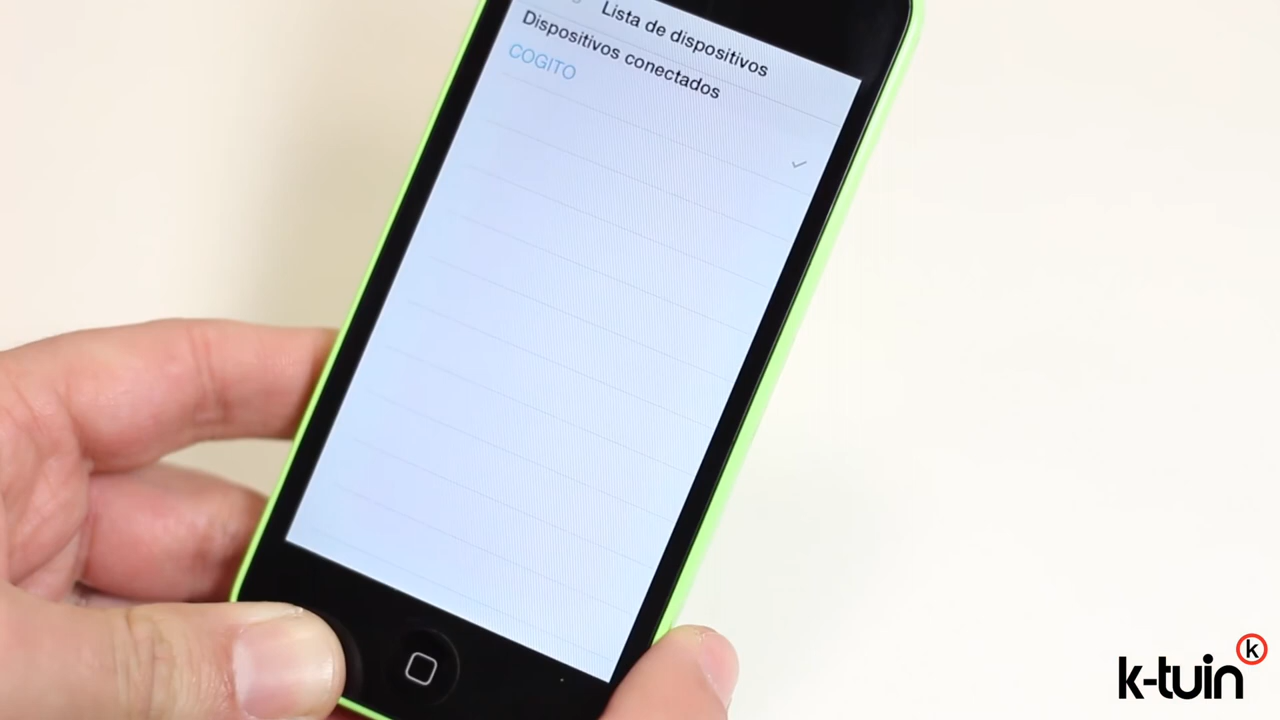 Lista de dispositivos
Dispositivos conectados
COGITO
k-tuin
k